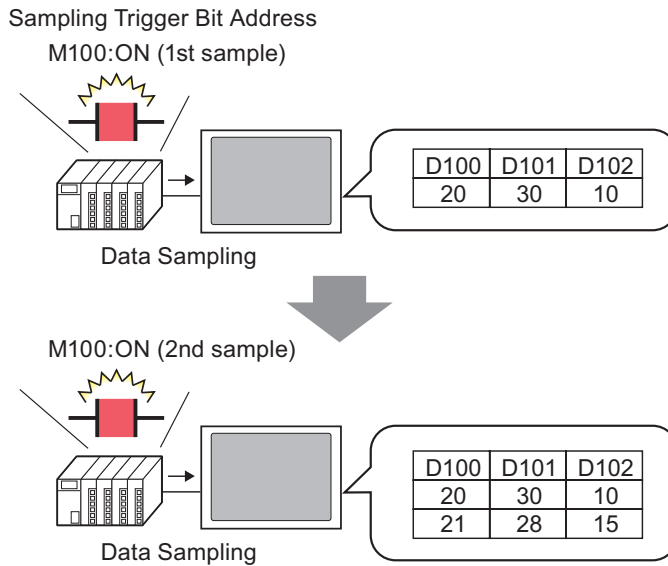 Sampling Trigger Bit Address
M100:ON (1st sample)
D100 D101 D102
20 30 10
Data Sampling
M100:ON (2nd sample)
D100 D101 D102
20 30 10
21 28 15
Data Sampling